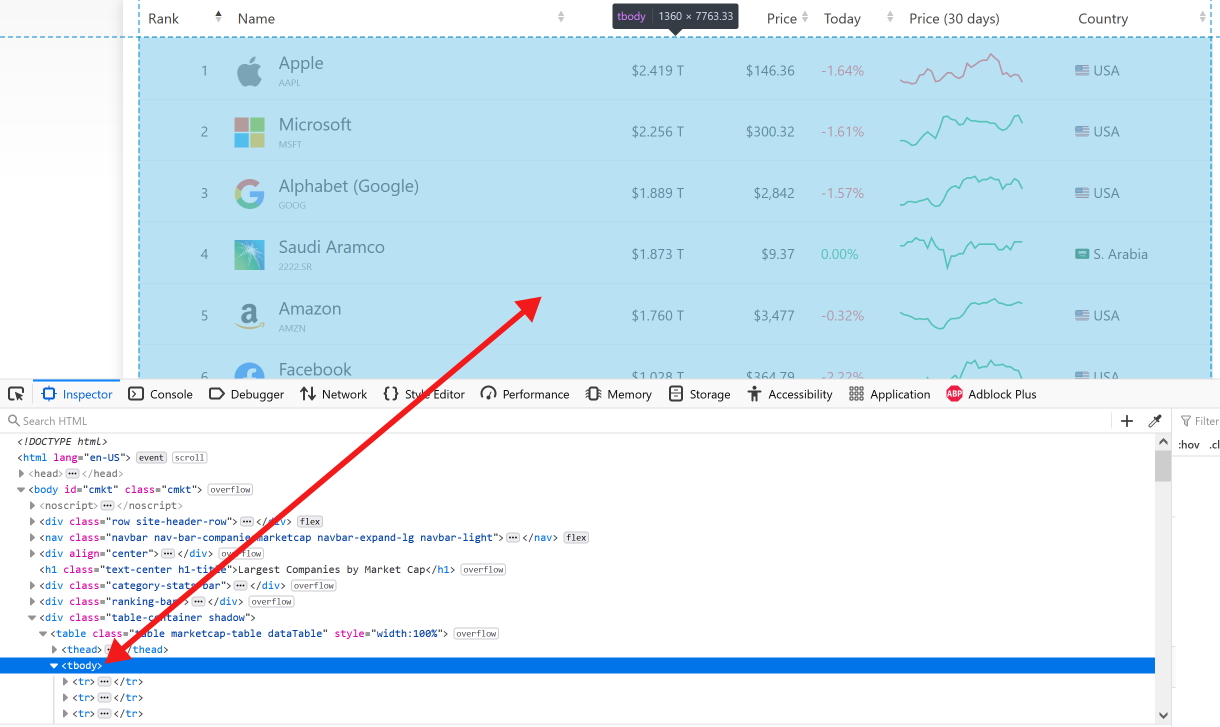 Rank Name tbody 1360 × 7763.33 Price Today Price (30 days) Country
1 Apple $2.419 T $146.36 -1.64% USA
AAPL
2 Microsoft $2.256 T $300.32 -1.61% USA
MSFT
3 Alphabet (Google) $1.889 T $2,842 -1.57% USA
GOOG
4 Saudi Aramco $1.873 T $9.37 0.00% S. Arabia
2222.SR
5 Amazon $1.760 T $3,477 -0.32% USA
AMZN
6 Facebook $1.028 T $364.79 -2.22% USA
Inspector Console Debugger Network Style Editor Performance Memory Storage Accessibility Application ABP Adblock Plus
Search HTML Filter
<!DOCTYPE html> :hov .cl
<html lang="en-US"> event scroll
<head> ••• </head>
<body id="cmkt" class="cmkt"> overflow
<noscript> ••• </noscript>
<div class="row site-header-row"> ••• </div> flex
<nav class="navbar nav-bar-companiesmarketcap navbar-expand-lg navbar-light"> ••• </nav> flex
<div align="center"> ••• </div> overflow
<h1 class="text-center h1-title">Largest Companies by Market Cap</h1> overflow
<div class="category-stats-bar"> ••• </div> overflow
<div class="ranking-bar"> ••• </div> overflow
<div class="table-container shadow">
<table class="table marketcap-table dataTable" style="width:100%"> overflow
<thead> ••• </thead>
<tbody>
<tr> ••• </tr>
<tr> ••• </tr>
<tr> ••• </tr>